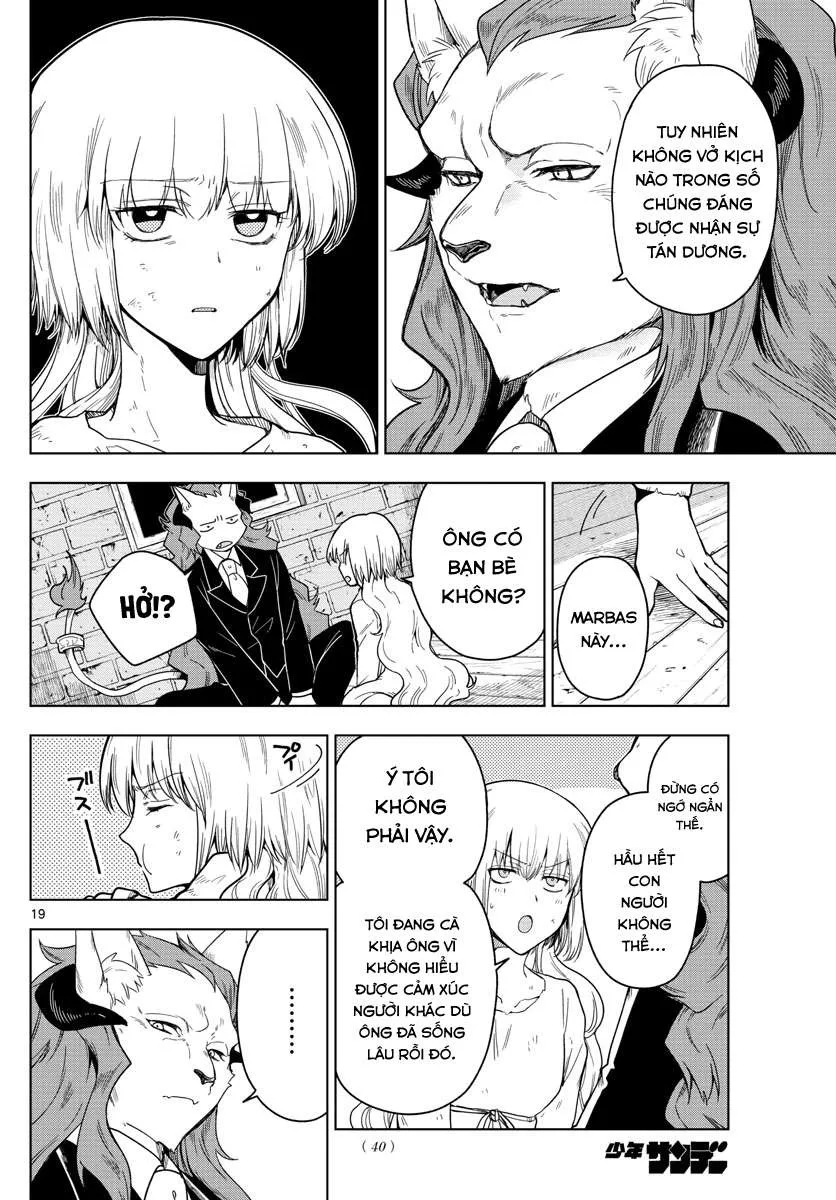 TUY NHIÊN
KHÔNG VỞ KỊCH
NÀO TRONG SỐ
CHÚNG ĐÁNG
ĐƯỢC NHẬN SỰ
TÁN DƯƠNG.
MARBAS
NÀY...
ÔNG CÓ
BẠN BÈ
KHÔNG?
HỞ!?
ĐỪNG CÓ
NGỚ NGẨN
THẾ.
HẦU HẾT
CON
NGƯỜI
KHÔNG
THỂ...
Ý TÔI
KHÔNG
PHẢI VẬY.
TÔI ĐANG CÀ
KHỊA ÔNG VÌ
KHÔNG HIỂU
ĐƯỢC CẢM XÚC
NGƯỜI KHÁC DÙ
ÔNG ĐÃ SỐNG
LÂU RỒI ĐÓ.
プイ
ブスー
19
.........
( 40 )
少年サンデー